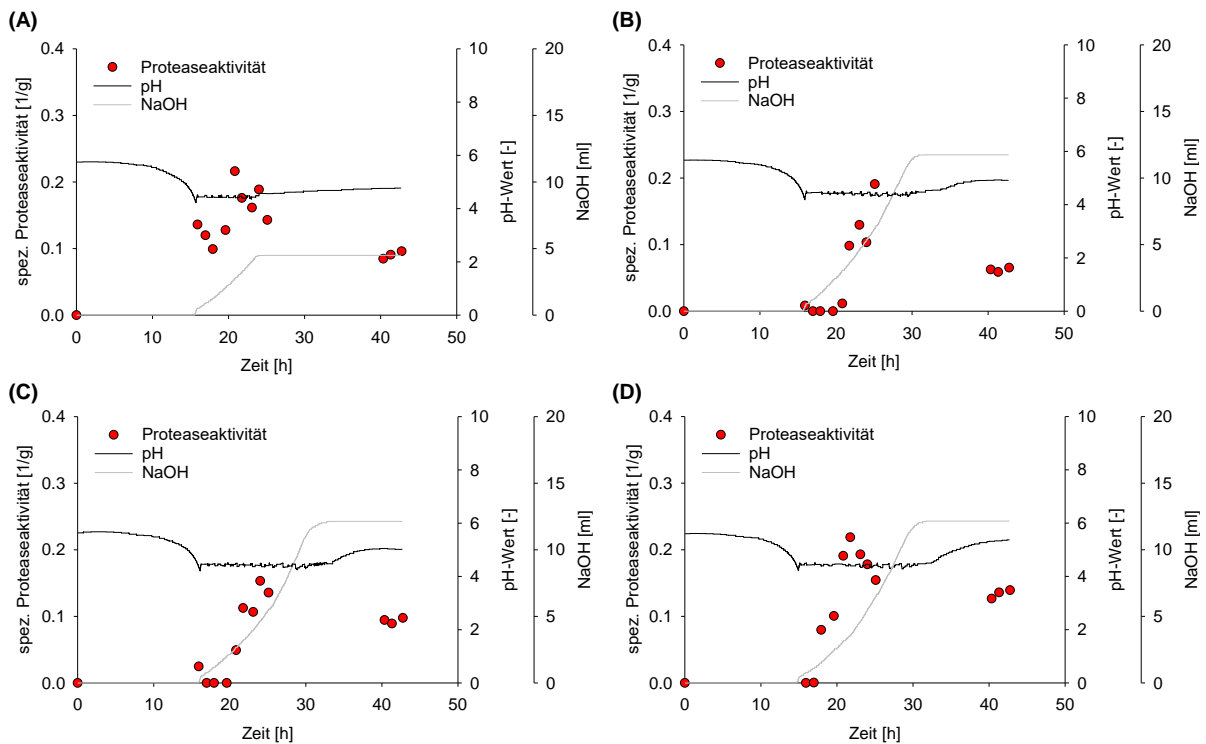 (A)
0.4
0.3
0.2
0.1
0.0
spez. Proteaseaktivität [1/g]
Proteaseaktivität
pH
NaOH
10
8
6
4
2
0
pH-Wert [-]
20
15
10
5
0
NaOH [ml]
0 10 20 30 40 50
Zeit [h]
(B)
0.4
0.3
0.2
0.1
0.0
spez. Proteaseaktivität [1/g]
Proteaseaktivität
pH
NaOH
10
8
6
4
2
0
pH-Wert [-]
20
15
10
5
0
NaOH [ml]
0 10 20 30 40 50
Zeit [h]
(C)
0.4
0.3
0.2
0.1
0.0
spez. Proteaseaktivität [1/g]
Proteaseaktivität
pH
NaOH
10
8
6
4
2
0
pH-Wert [-]
20
15
10
5
0
NaOH [ml]
0 10 20 30 40 50
Zeit [h]
(D)
0.4
0.3
0.2
0.1
0.0
spez. Proteaseaktivität [1/g]
Proteaseaktivität
pH
NaOH
10
8
6
4
2
0
pH-Wert [-]
20
15
10
5
0
NaOH [ml]
0 10 20 30 40 50
Zeit [h]